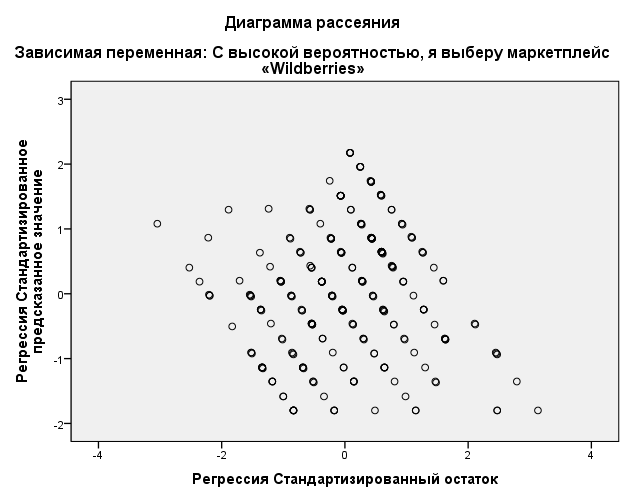 Диаграмма рассеяния
Зависимая переменная: С высокой вероятностью, я выберу маркетплейс
«Wildberries»
Регрессия Стандартизированное
предсказанное значение
3
2
1
0
-1
-2
-4
-2
0
2
4
Регрессия Стандартизированный остаток